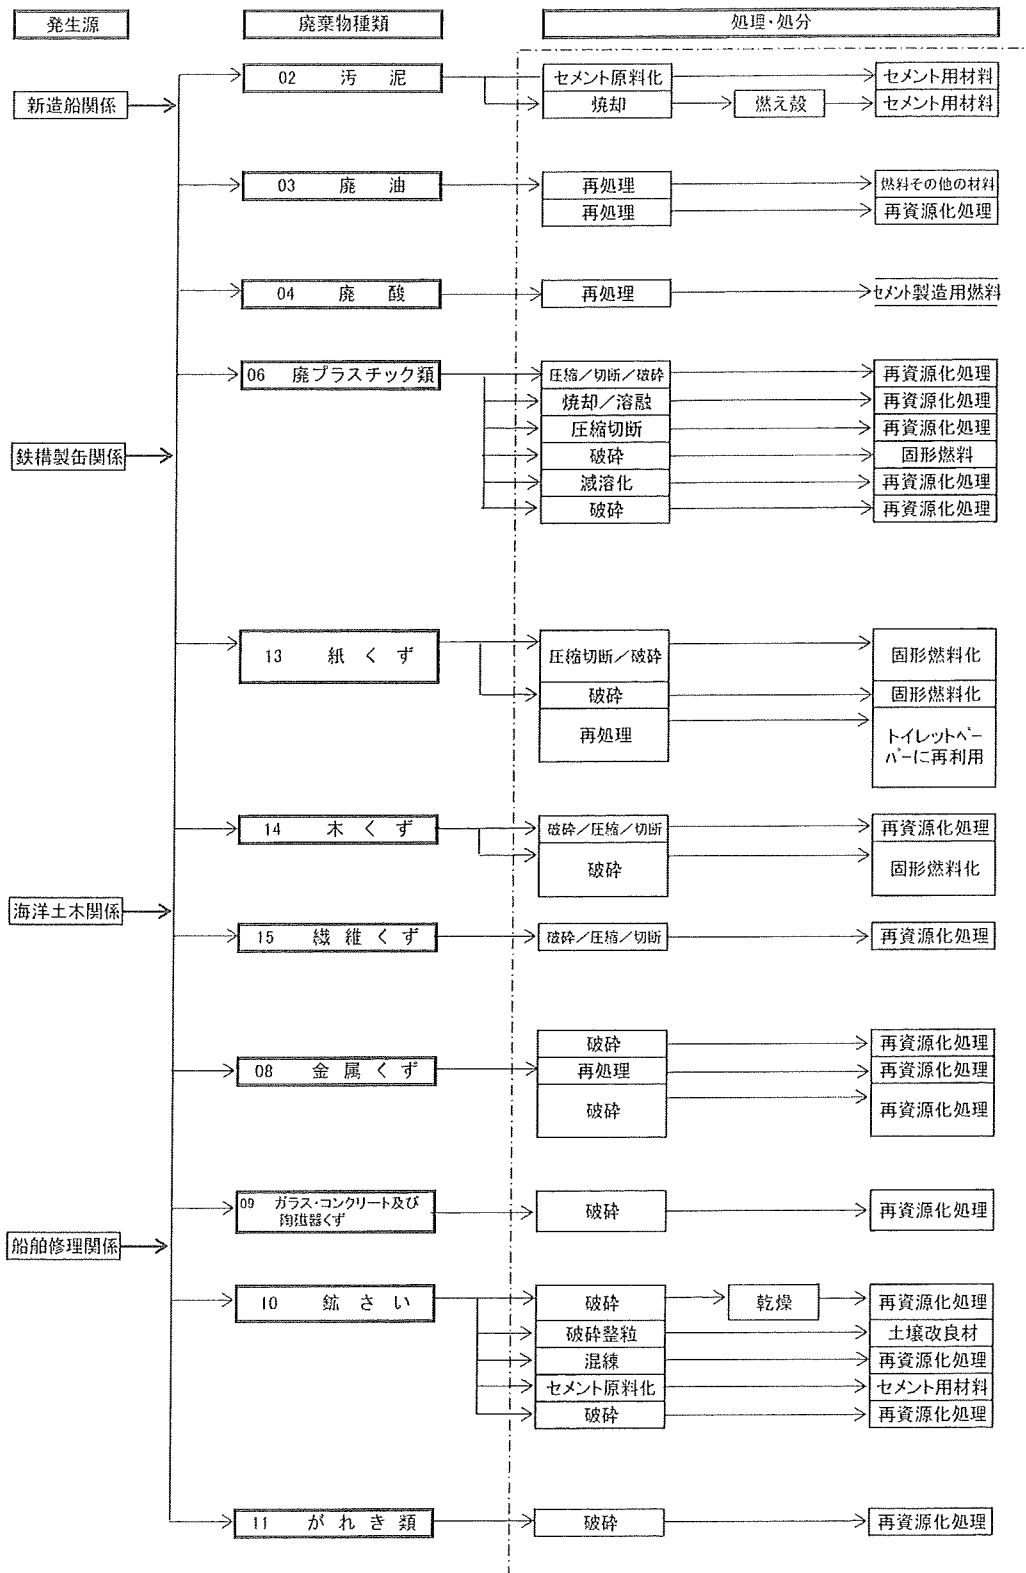 発生源
廃棄物種類
処理・処分
新造船関係
鉄構製缶関係
海洋土木関係
船舶修理関係
02 汚泥
セメント原料化
セメント用材料
焼却
燃え殻
セメント用材料
03 廃油
再処理
燃料その他の材料
再処理
再資源化処理
04 廃酸
再処理
セメント製造用燃料
06 廃プラスチック類
圧縮/切断/破砕
再資源化処理
焼却/溶融
再資源化処理
圧縮切断
再資源化処理
破砕
固形燃料
減溶化
再資源化処理
破砕
再資源化処理
13 紙くず
圧縮切断/破砕
固形燃料化
破砕
固形燃料化
再処理
トイレットペー
パーに再利用
14 木くず
破砕/圧縮/切断
再資源化処理
破砕
固形燃料化
15 繊維くず
破砕/圧縮/切断
再資源化処理
08 金属くず
破砕
再資源化処理
再処理
再資源化処理
破砕
再資源化処理
09 ガラス・コンクリート及び
陶磁器くず
破砕
再資源化処理
10 鉱さい
破砕
乾燥
再資源化処理
破砕整粒
土壌改良材
混練
再資源化処理
セメント原料化
セメント用材料
破砕
再資源化処理
11 がれき類
破砕
再資源化処理